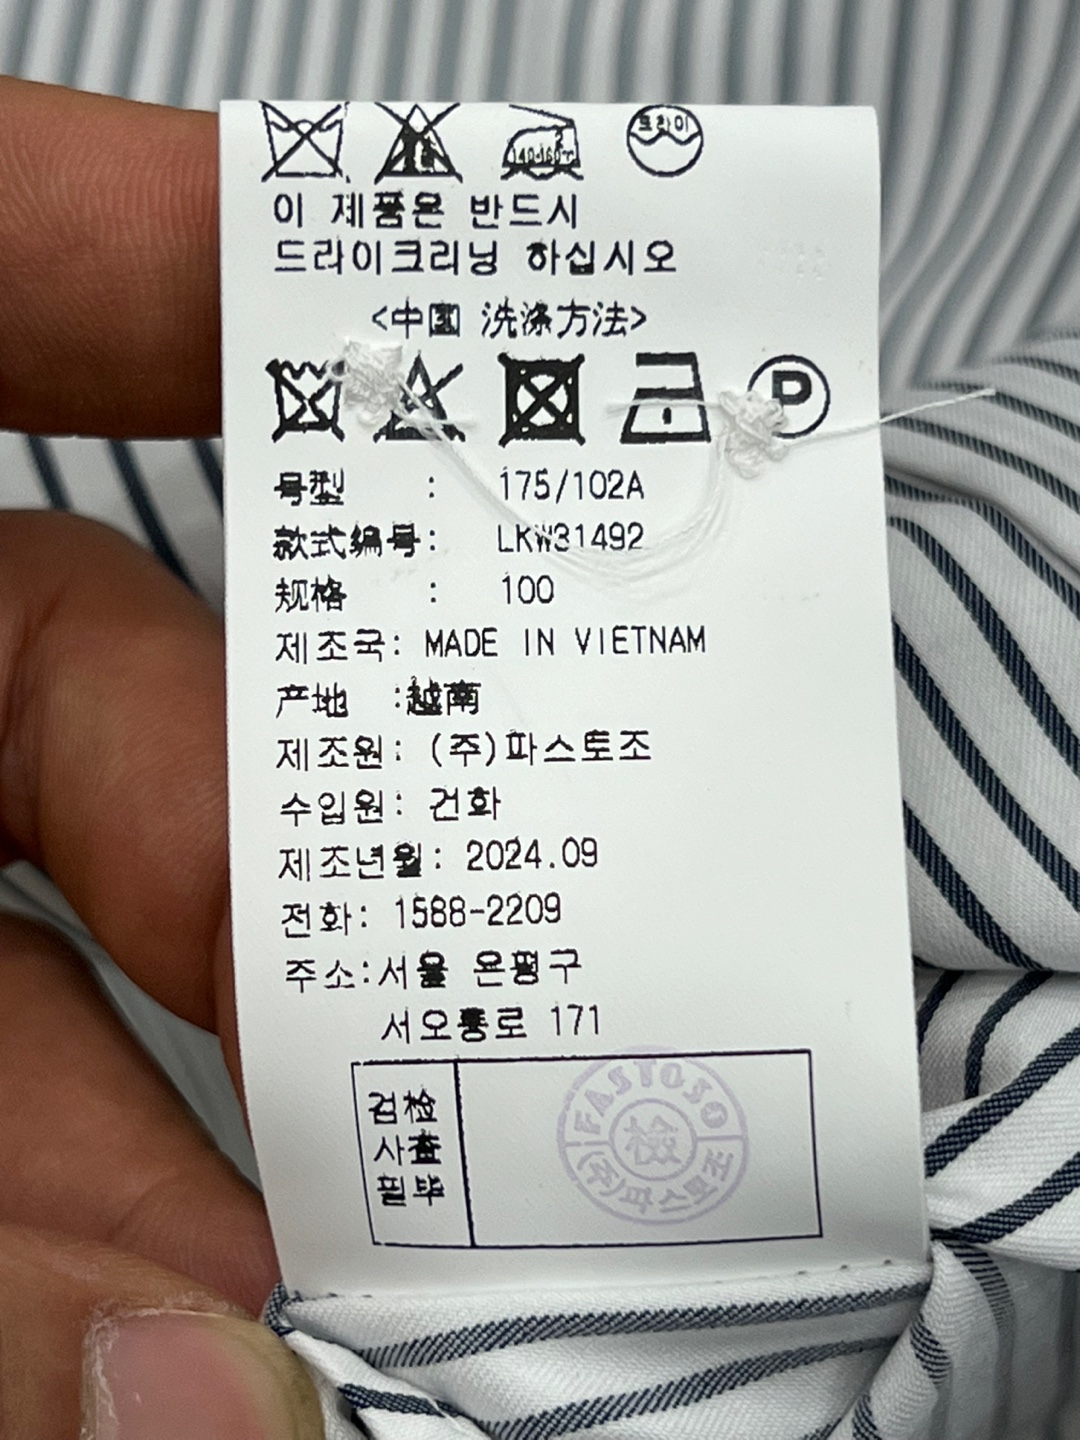 드라이
140~160℃
이 제품은 반드시
드라이크리닝 하십시오
<中國 洗涤方法>
P
号型 : 175/102A
款式编号: LKW31492
规格 : 100
제조국: MADE IN VIETNAM
产地 :越南
제조원: (주)파스토조
수입원: 건화
제조년월: 2024.09
전화: 1588-2209
주소:서울 은평구
서오릉로 171
검检
사查
필毕
FASTOSO
检
(주)파스토조